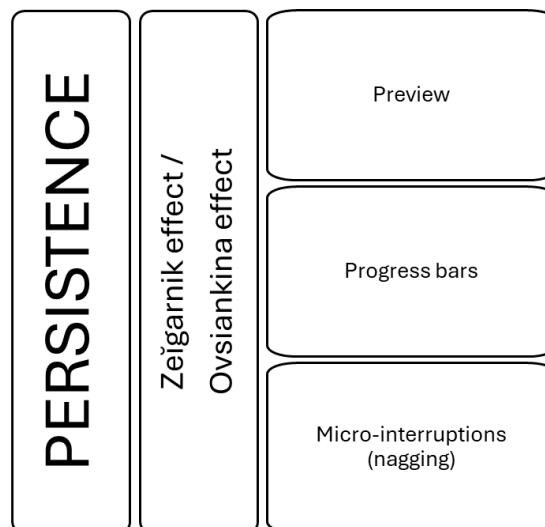 PERSISTENCE
Zeĭgarnik effect /
Ovsiankina effect
Preview
Progress bars
Micro-interruptions
(nagging)